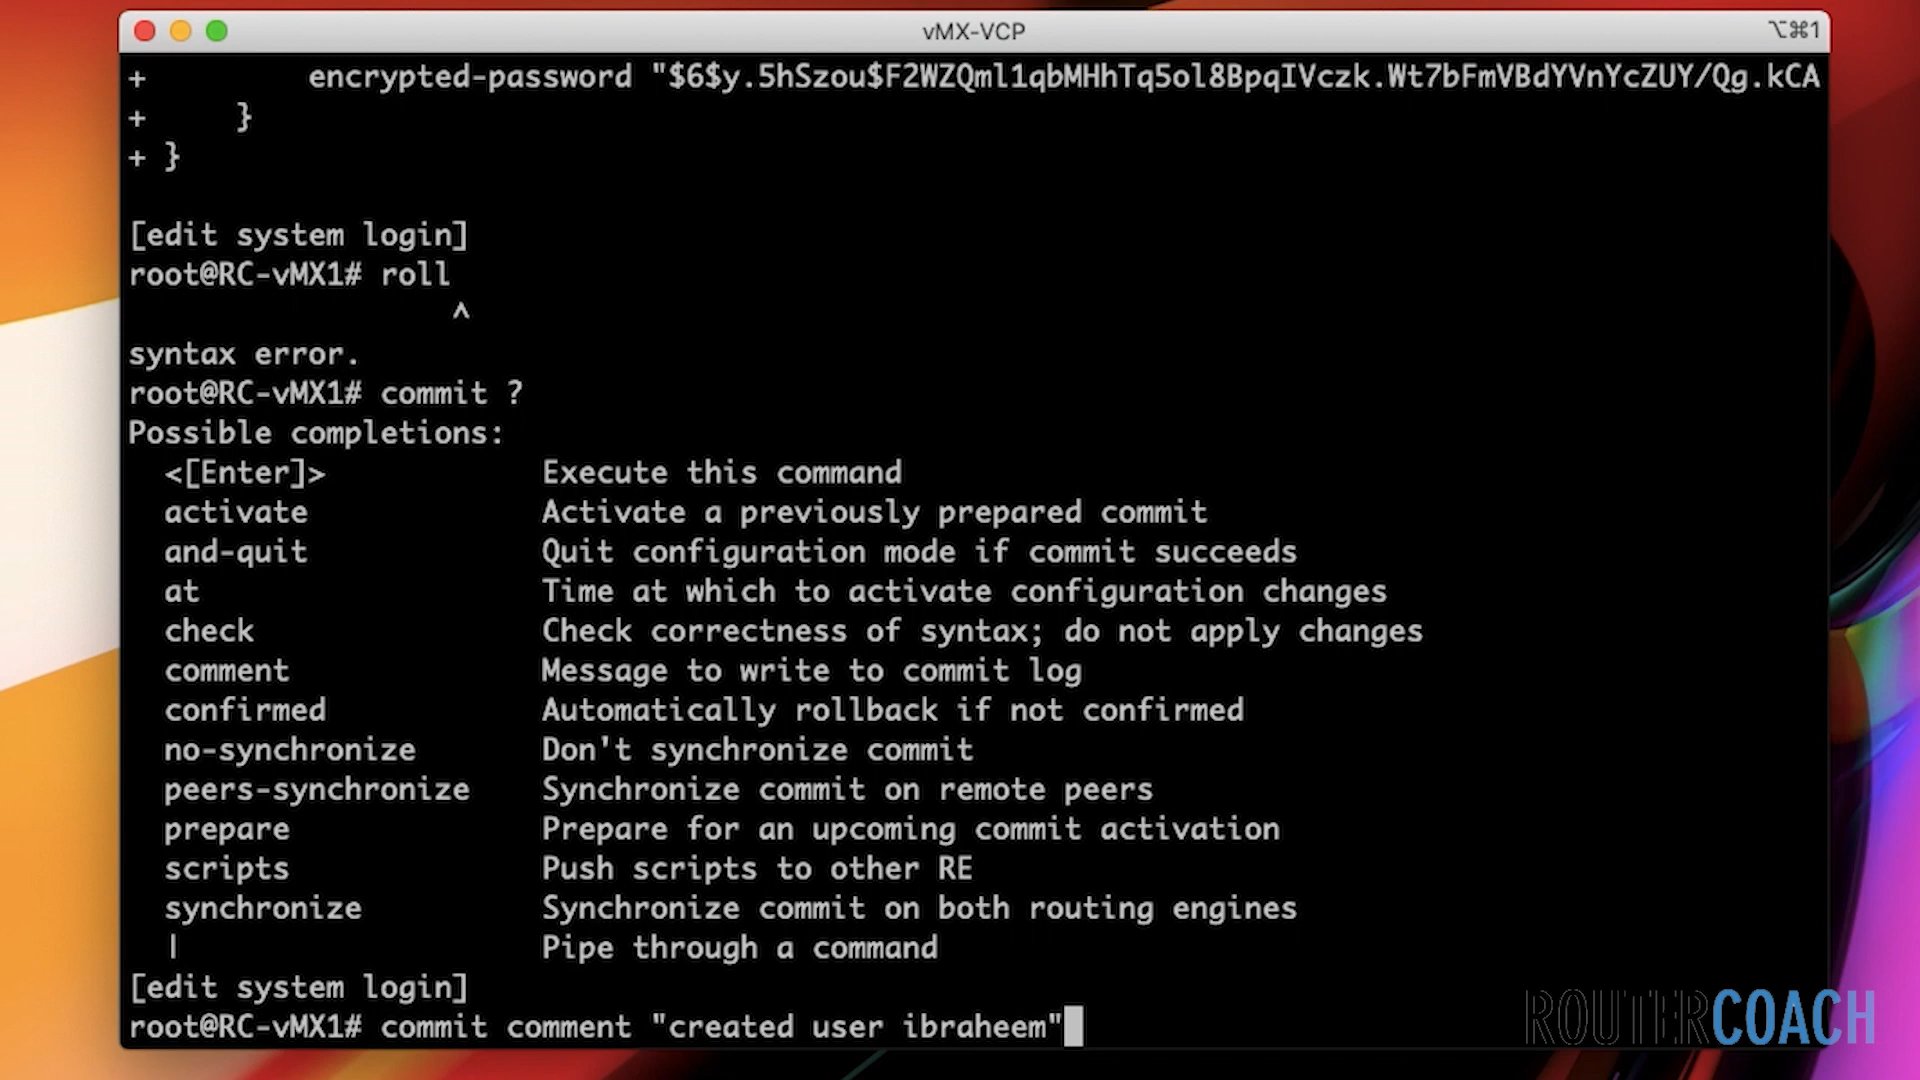 vMX-VCP
⌥⌘1
+         encrypted-password "$6$y.5hSzou$F2WZQml1qbMHhTq5ol8BpqIVczk.Wt7bFmVBdYVnYcZUY/Qg.kCA
+     }
+ }
[edit system login]
root@RC-vMX1# roll
^
syntax error.
root@RC-vMX1# commit ?
Possible completions:
  <[Enter]>            Execute this command
  activate             Activate a previously prepared commit
  and-quit             Quit configuration mode if commit succeeds
  at                   Time at which to activate configuration changes
  check                Check correctness of syntax; do not apply changes
  comment              Message to write to commit log
  confirmed            Automatically rollback if not confirmed
  no-synchronize       Don't synchronize commit
  peers-synchronize    Synchronize commit on remote peers
  prepare              Prepare for an upcoming commit activation
  scripts              Push scripts to other RE
  synchronize          Synchronize commit on both routing engines
  |                    Pipe through a command
[edit system login]
root@RC-vMX1# commit comment "created user ibraheem"
ROUTERCOACH